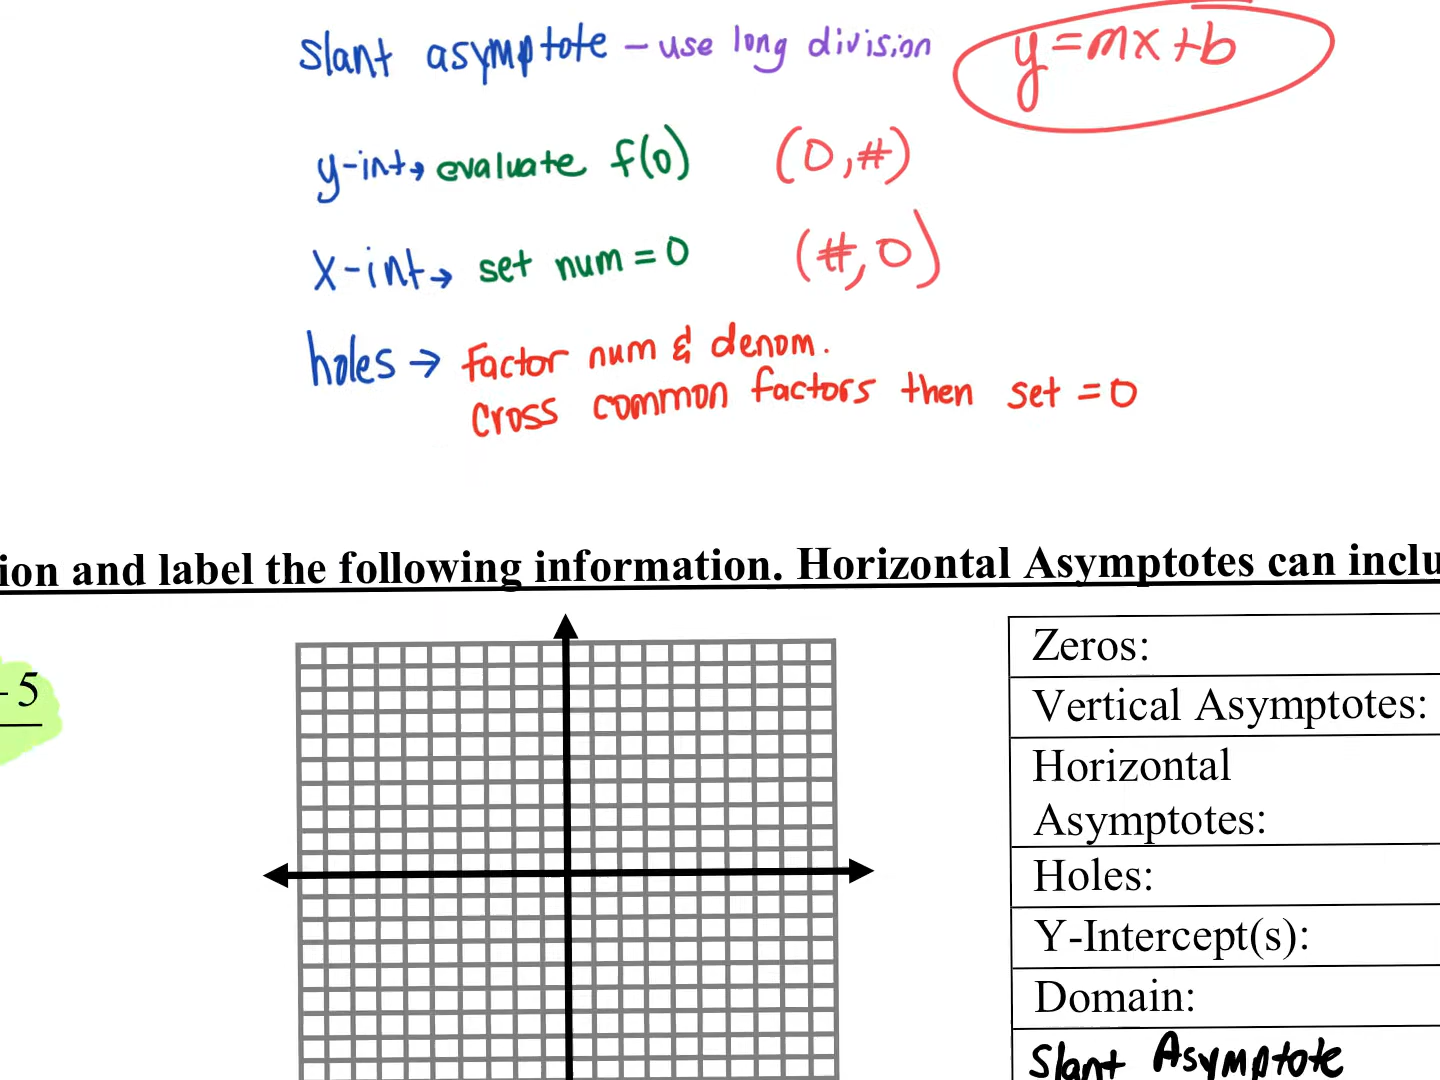 slant asymptote – use long division y = mx + b
y-int → evaluate f(0) (0, #)
x-int → set num = 0 (#, 0)
holes → factor num & denom.
cross common factors then set = 0
ion and label the following information. Horizontal Asymptotes can inclu
- 5
Zeros:
Vertical Asymptotes:
Horizontal
Asymptotes:
Holes:
Y-Intercept(s):
Domain:
Slant Asymptote